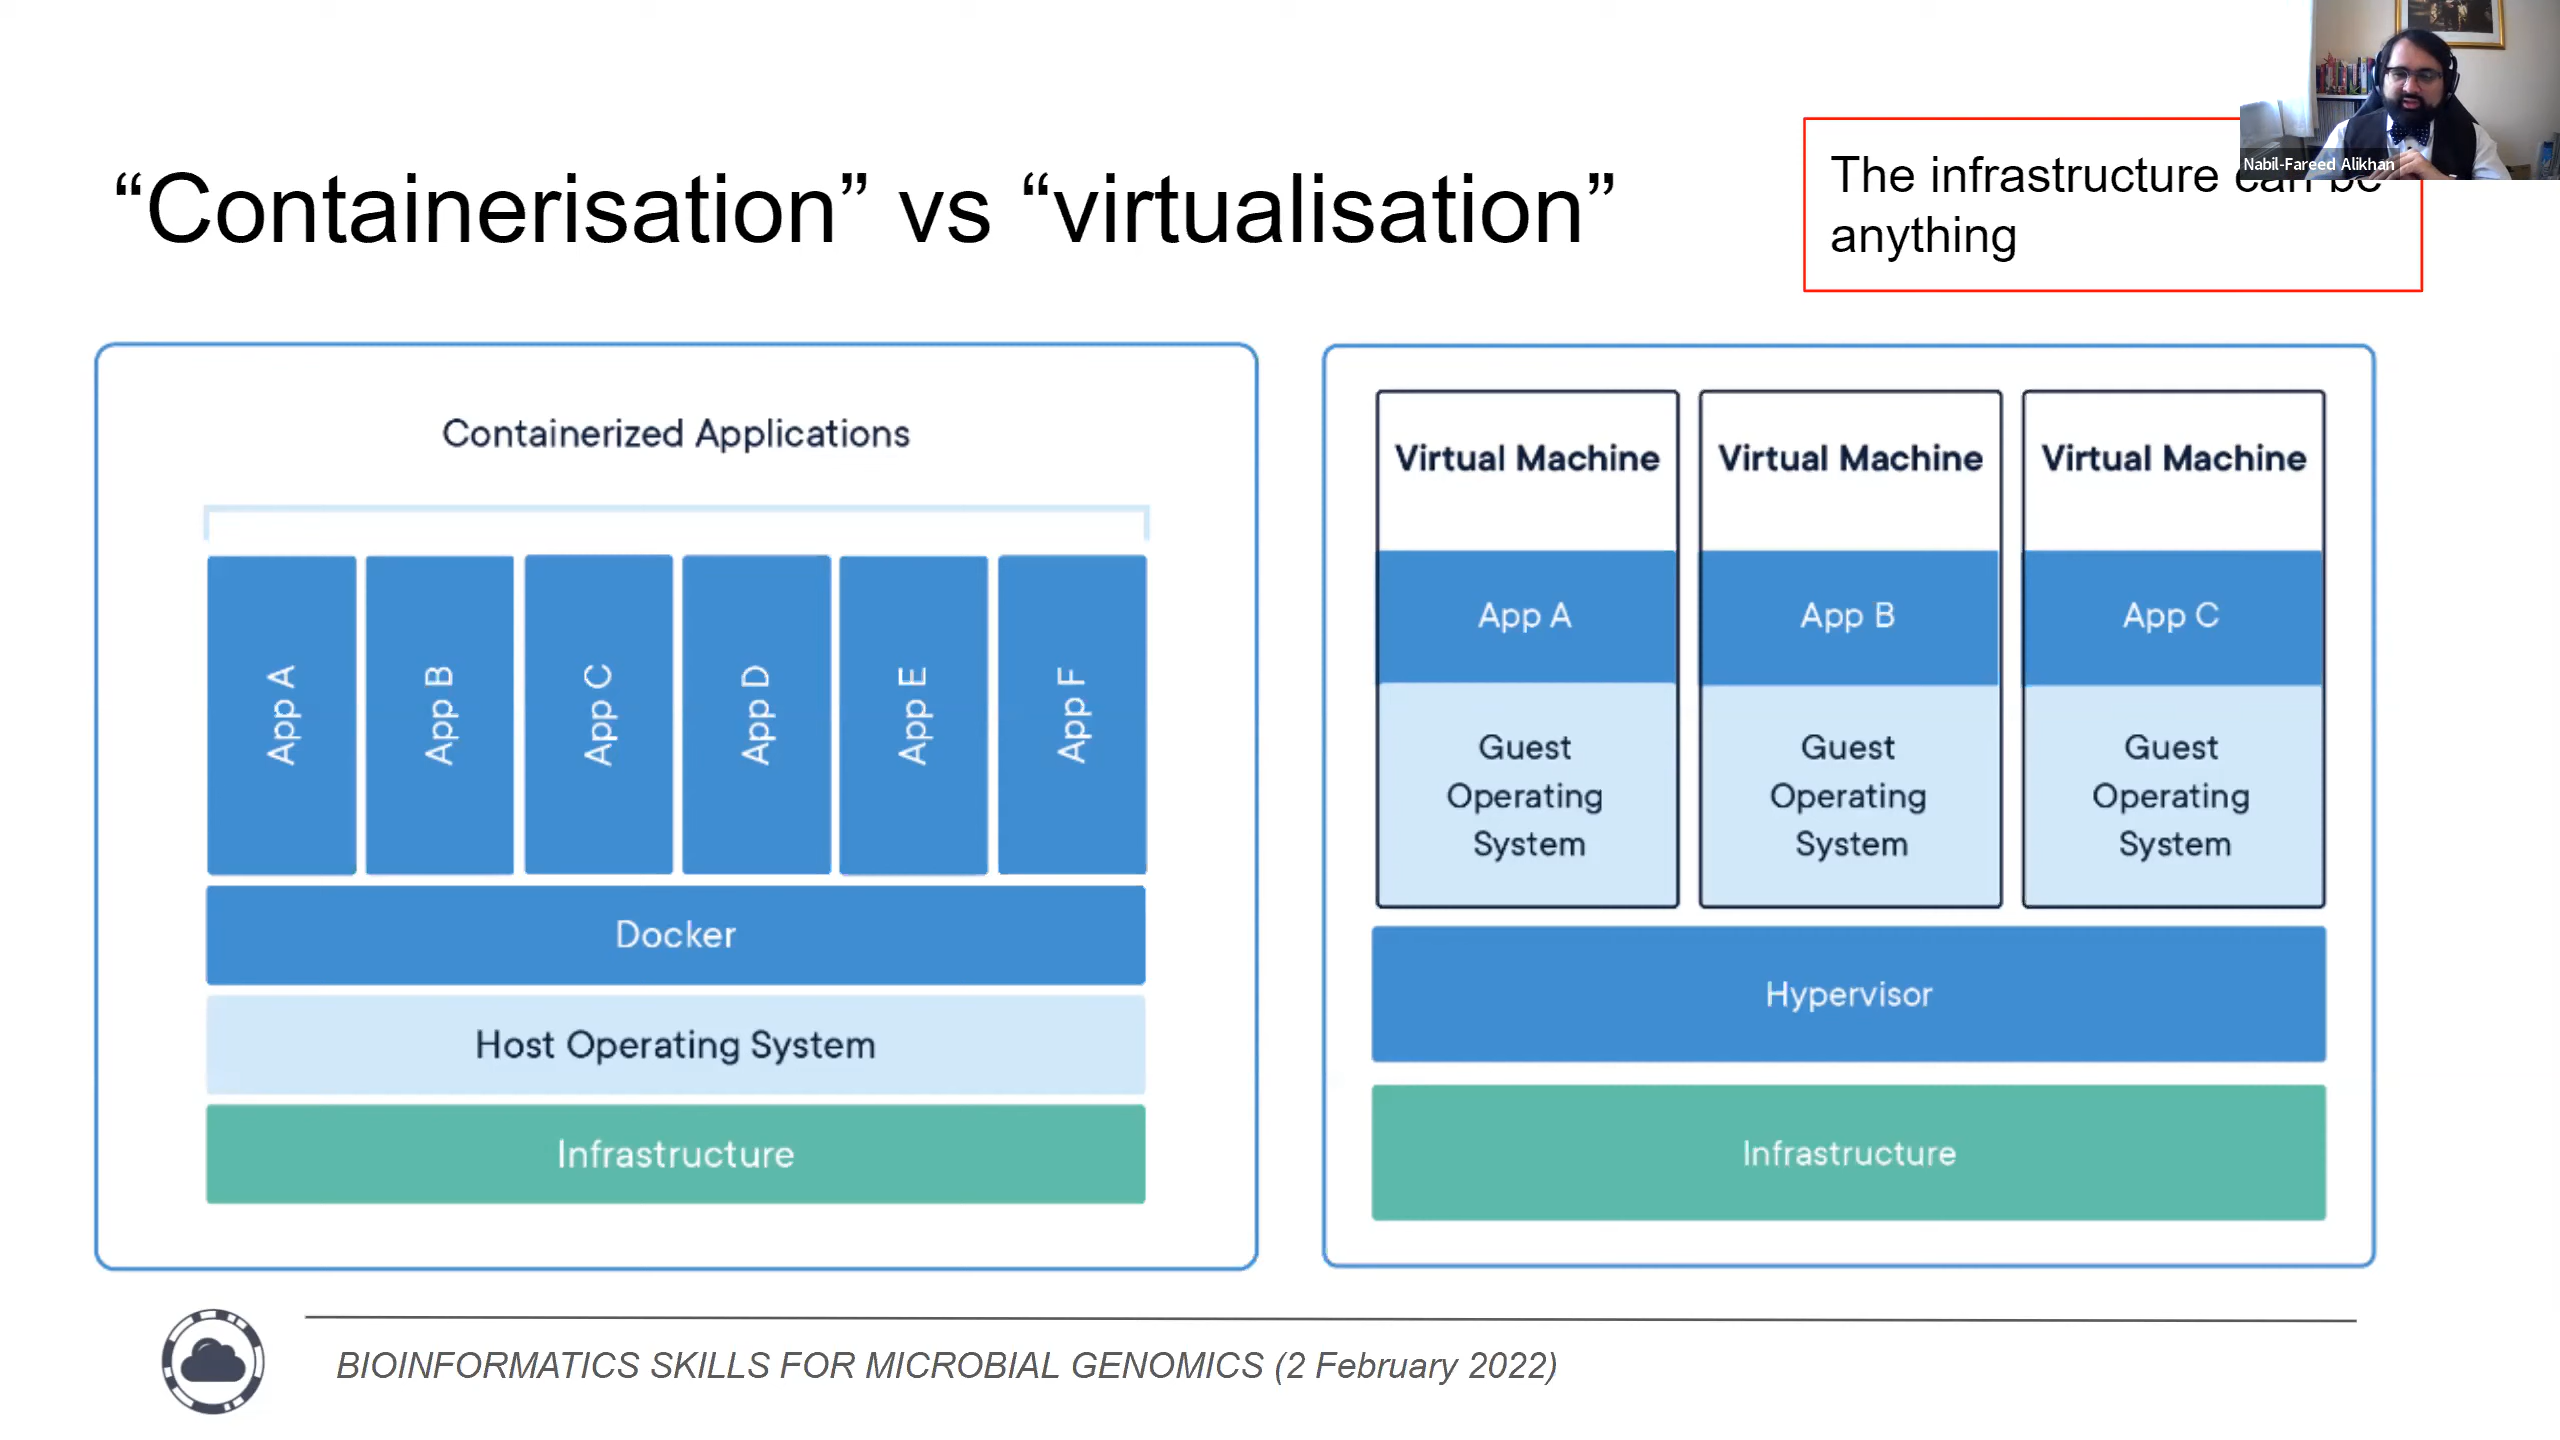 “Containerisation” vs “virtualisation”
The infrastructure can be
anything
Nabil-Fareed Alikhan
Containerized Applications
App A
App B
App C
App D
App E
App F
Docker
Host Operating System
Infrastructure
Virtual Machine
App A
Guest
Operating
System
Virtual Machine
App B
Guest
Operating
System
Virtual Machine
App C
Guest
Operating
System
Hypervisor
Infrastructure
BIOINFORMATICS SKILLS FOR MICROBIAL GENOMICS (2 February 2022)